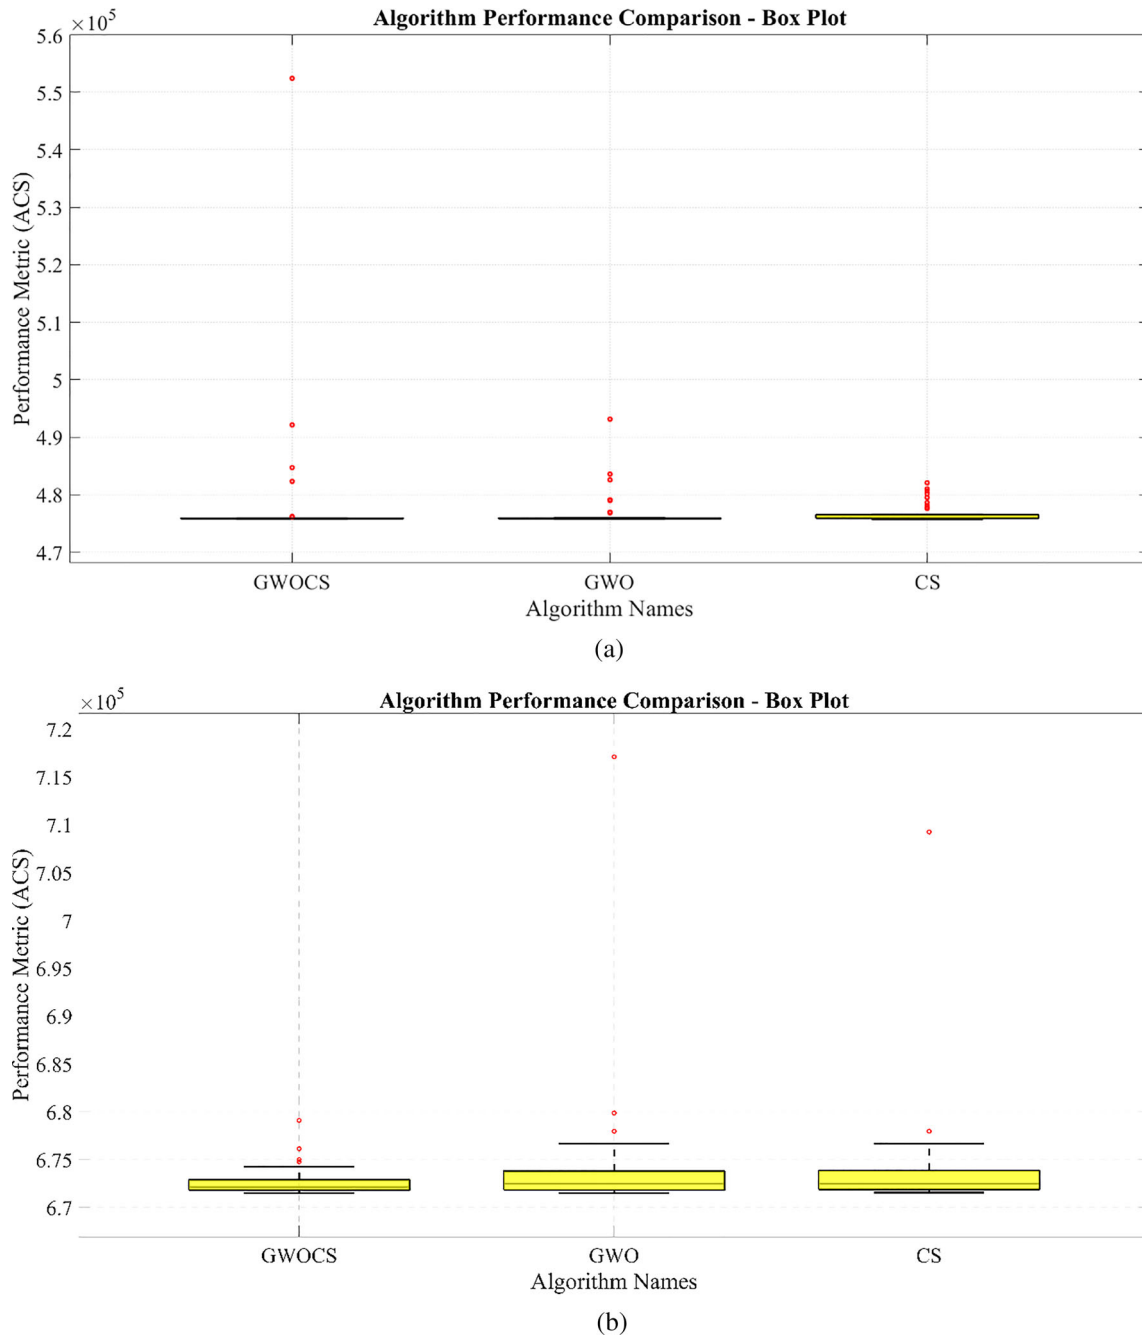 Algorithm Performance Comparison - Box Plot
×10⁵
5.6
5.5
5.4
5.3
5.2
5.1
5
4.9
4.8
4.7
Performance Metric (ACS)
GWOCS GWO CS
Algorithm Names
(a)
Algorithm Performance Comparison - Box Plot
×10⁵
7.2
7.15
7.1
7.05
7
6.95
6.9
6.85
6.8
6.75
6.7
Performance Metric (ACS)
GWOCS GWO CS
Algorithm Names
(b)